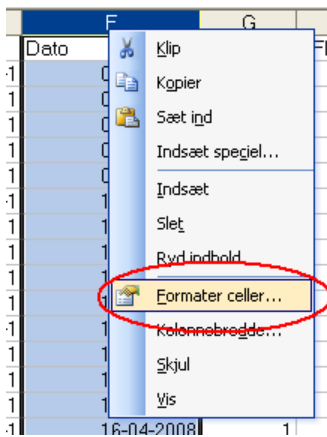 F G
Dato
Klip
Kopier
Sæt ind
Indsæt speciel...
Indsæt
Slet
Ryd indhold
Formater celler...
Kolonnebredde...
Skjul
Vis
16-04-2008 1